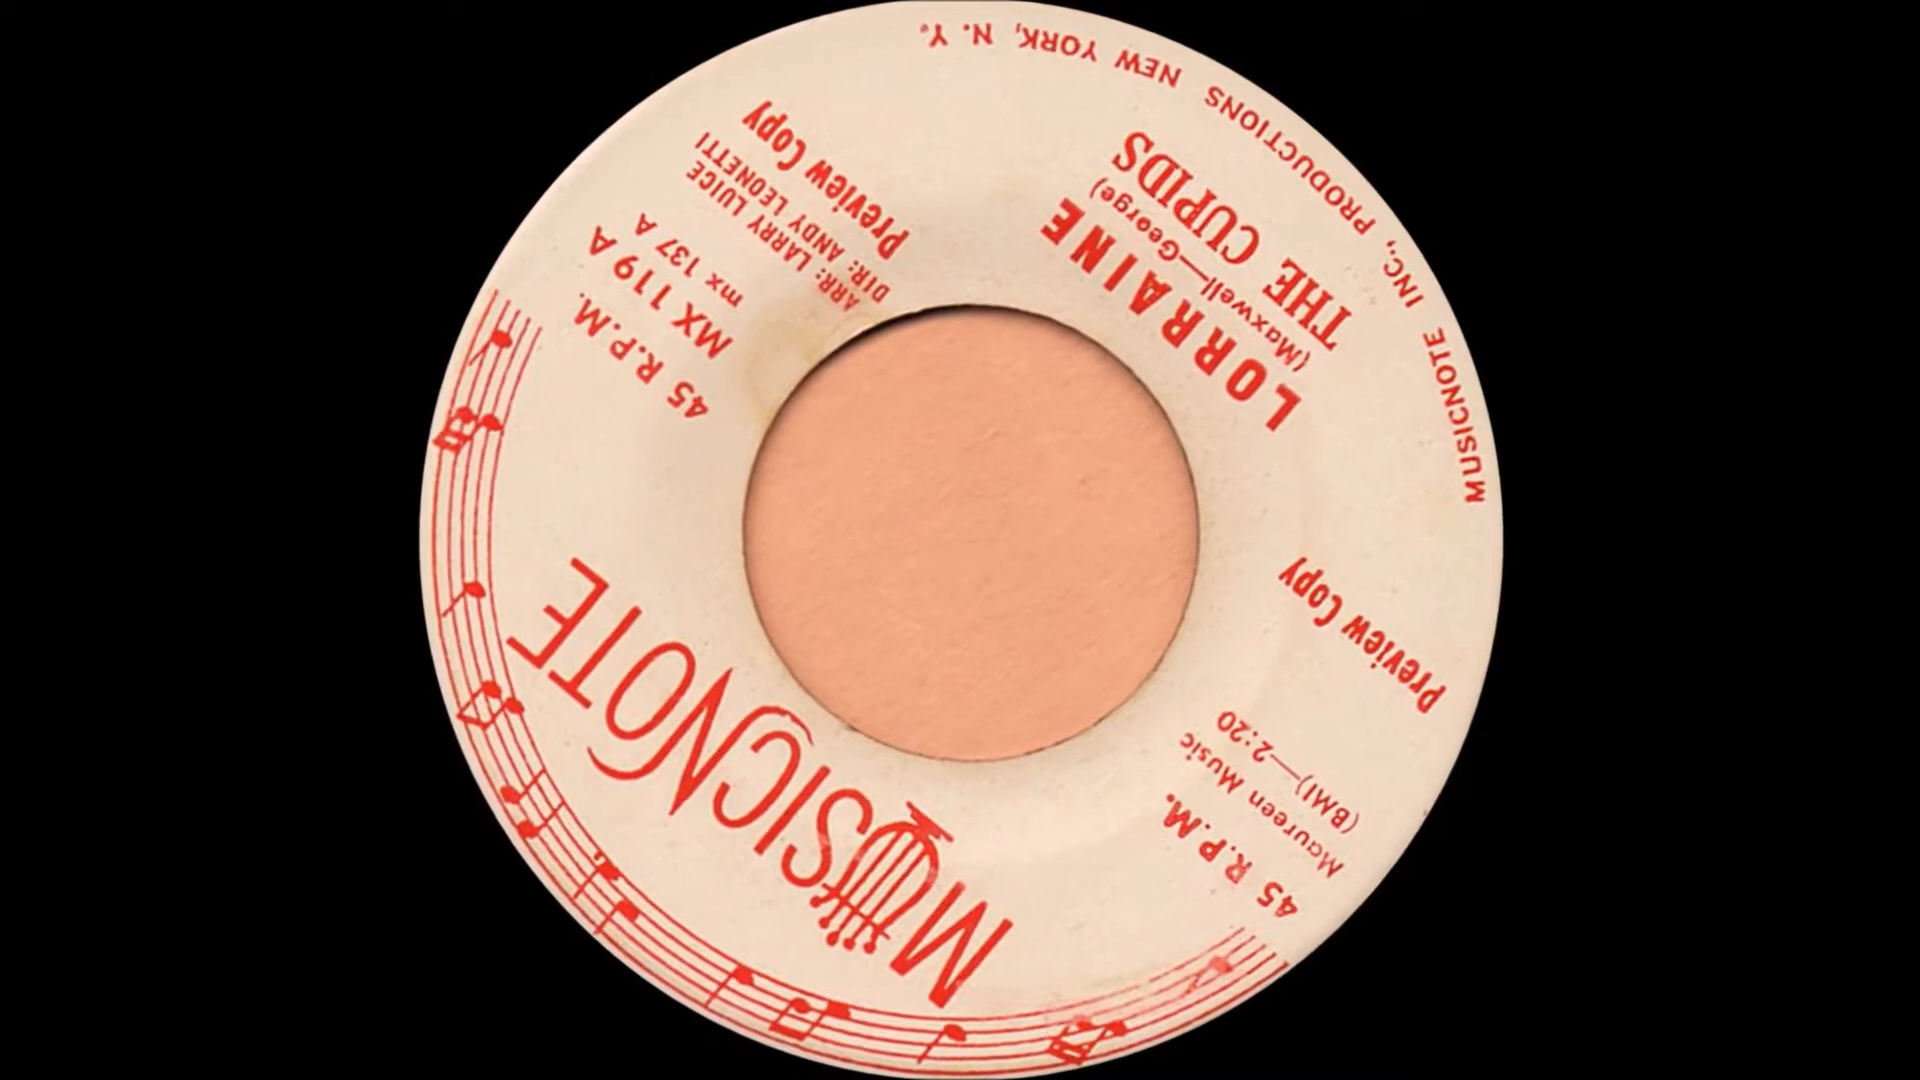 MUSICNOTE
45 R.P.M.
Maureen Music
(BMI)—2:20
Preview Copy
45 R.P.M.
MX 119 A
mx 137 A
ARR: LARRY LUICE
DIR: ANDY LEONETTI
Preview Copy
LORRAINE
(Maxwell—George)
THE CUPIDS
MUSICNOTE INC., PRODUCTIONS NEW YORK, N. Y.